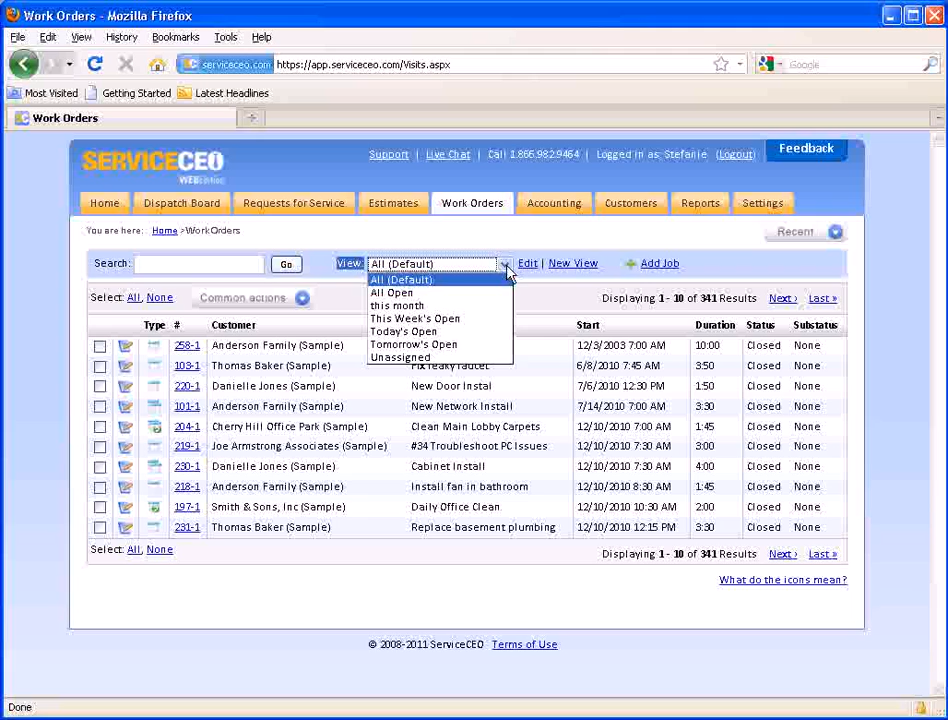 Work Orders - Mozilla Firefox
File Edit View History Bookmarks Tools Help
serviceceo.com https://app.serviceceo.com/Visits.aspx Google
Most Visited Getting Started Latest Headlines
Work Orders
SERVICECEO
WEBedition
Support | Live Chat | Call 1.866.982.9464 | Logged in as: Stefanie (Logout) Feedback
Home Dispatch Board Requests for Service Estimates Work Orders Accounting Customers Reports Settings
You are here: Home >Work Orders Recent
Search: Go View: All (Default) Edit | New View Add Job
All (Default)
All Open
this month
This Week's Open
Today's Open
Tomorrow's Open
Unassigned
Select: All, None Common actions Displaying 1 - 10 of 341 Results Next › Last »
Type # Customer Start Duration Status Substatus
258-1 Anderson Family (Sample) 12/3/2003 7:00 AM 10:00 Closed None
103-1 Thomas Baker (Sample) Fix leaky faucet 6/8/2010 7:45 AM 3:50 Closed None
220-1 Danielle Jones (Sample) New Door Instal 7/6/2010 12:30 PM 1:50 Closed None
101-1 Anderson Family (Sample) New Network Install 7/14/2010 7:00 AM 3:30 Closed None
204-1 Cherry Hill Office Park (Sample) Clean Main Lobby Carpets 12/10/2010 7:00 AM 1:45 Closed None
219-1 Joe Armstrong Associates (Sample) #34 Troubleshoot PC Issues 12/10/2010 7:30 AM 3:00 Closed None
230-1 Danielle Jones (Sample) Cabinet Install 12/10/2010 7:30 AM 4:00 Closed None
218-1 Anderson Family (Sample) Install fan in bathroom 12/10/2010 8:30 AM 1:45 Closed None
197-1 Smith & Sons, Inc (Sample) Daily Office Clean 12/10/2010 10:30 AM 2:00 Closed None
231-1 Thomas Baker (Sample) Replace basement plumbing 12/10/2010 12:15 PM 3:30 Closed None
Select: All, None Displaying 1 - 10 of 341 Results Next › Last »
What do the icons mean?
© 2008-2011 ServiceCEO Terms of Use
Done